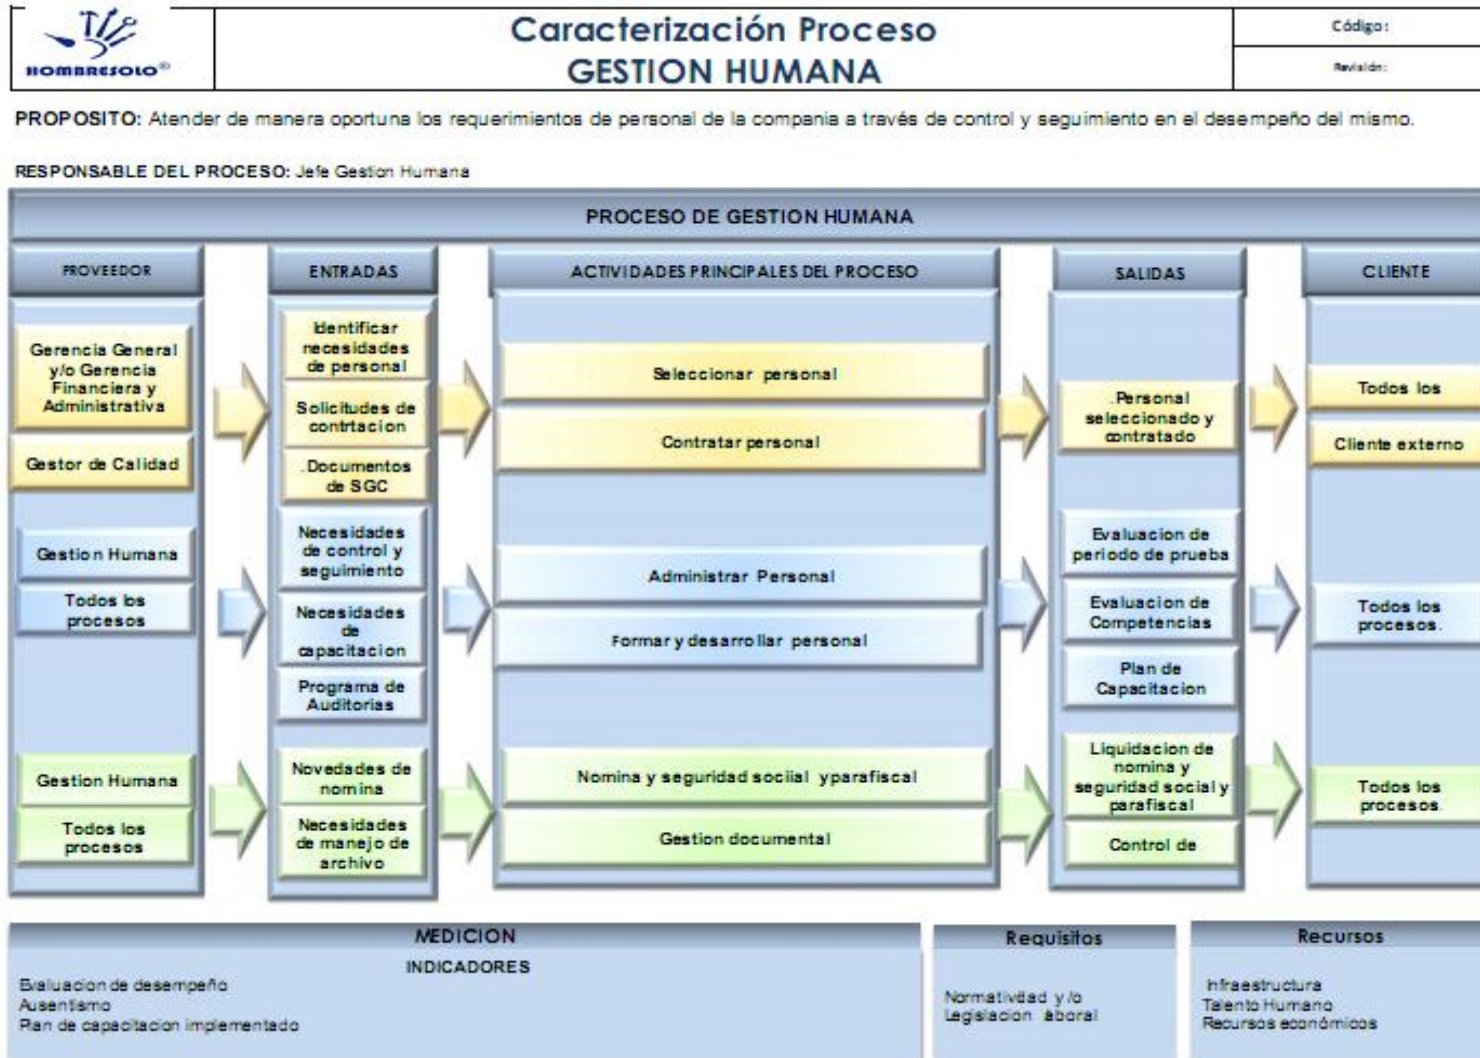 HOMBRESOLO®
Caracterización Proceso
GESTION HUMANA
Código:
Revisión:
PROPOSITO: Atender de manera oportuna los requerimientos de personal de la compania a través de control y seguimiento en el desempeño del mismo.
RESPONSABLE DEL PROCESO: Jefe Gestion Humana
PROCESO DE GESTION HUMANA
PROVEEDOR
ENTRADAS
ACTIVIDADES PRINCIPALES DEL PROCESO
SALIDAS
CLIENTE
Gerencia General
y/o Gerencia
Financiera y
Administrativa
Gestor de Calidad
Identificar
necesidades
de personal
Solicitudes de
contrtacion
.Documentos
de SGC
Seleccionar personal
Contratar personal
.Personal
seleccionado y
contratado
Todos los
Cliente externo
Gestion Humana
Todos los
procesos
Necesidades
de control y
seguimiento
Necesidades
de
capacitacion
Programa de
Auditorias
Administrar Personal
Formar y desarrollar personal
Evaluacion de
periodo de prueba
Evaluacion de
Competencias
Plan de
Capacitacion
Todos los
procesos.
Gestion Humana
Todos los
procesos
Novedades de
nomina
Necesidades
de manejo de
archivo
Nomina y seguridad sociial yparafiscal
Gestion documental
Liquidacion de
nomina y
seguridad social y
parafiscal
Control de
Todos los
procesos.
MEDICION
INDICADORES
Evaluacion de desempeño
Ausentismo
Plan de capacitacion implementado
Requisitos
Normatividad y/o
Legislacion laboral
Recursos
Infraestructura
Talento Humano
Recursos económicos